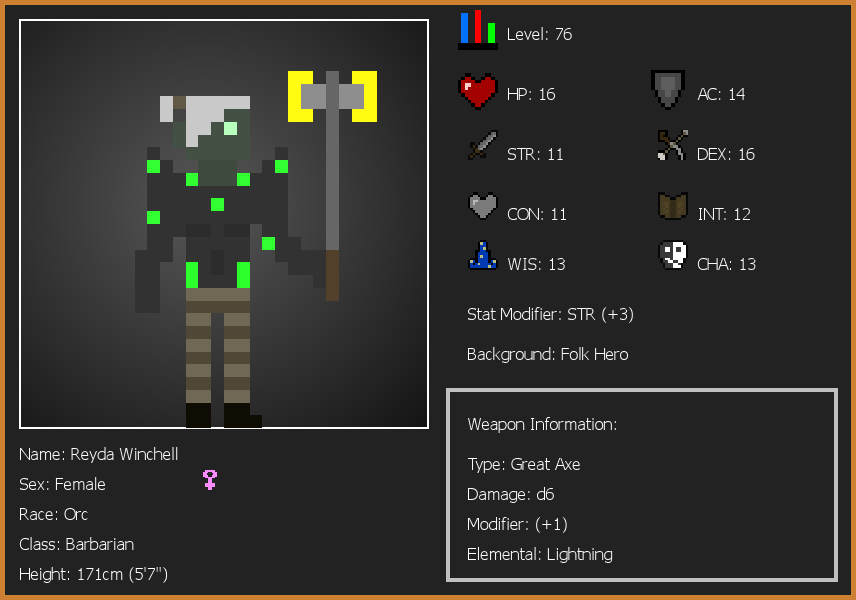 Level: 76
HP: 16
AC: 14
STR: 11
DEX: 16
CON: 11
INT: 12
WIS: 13
CHA: 13
Stat Modifier: STR (+3)
Background: Folk Hero
Weapon Information:
Type: Great Axe
Damage: d6
Modifier: (+1)
Elemental: Lightning
Name: Reyda Winchell
Sex: Female
Race: Orc
Class: Barbarian
Height: 171cm (5'7")